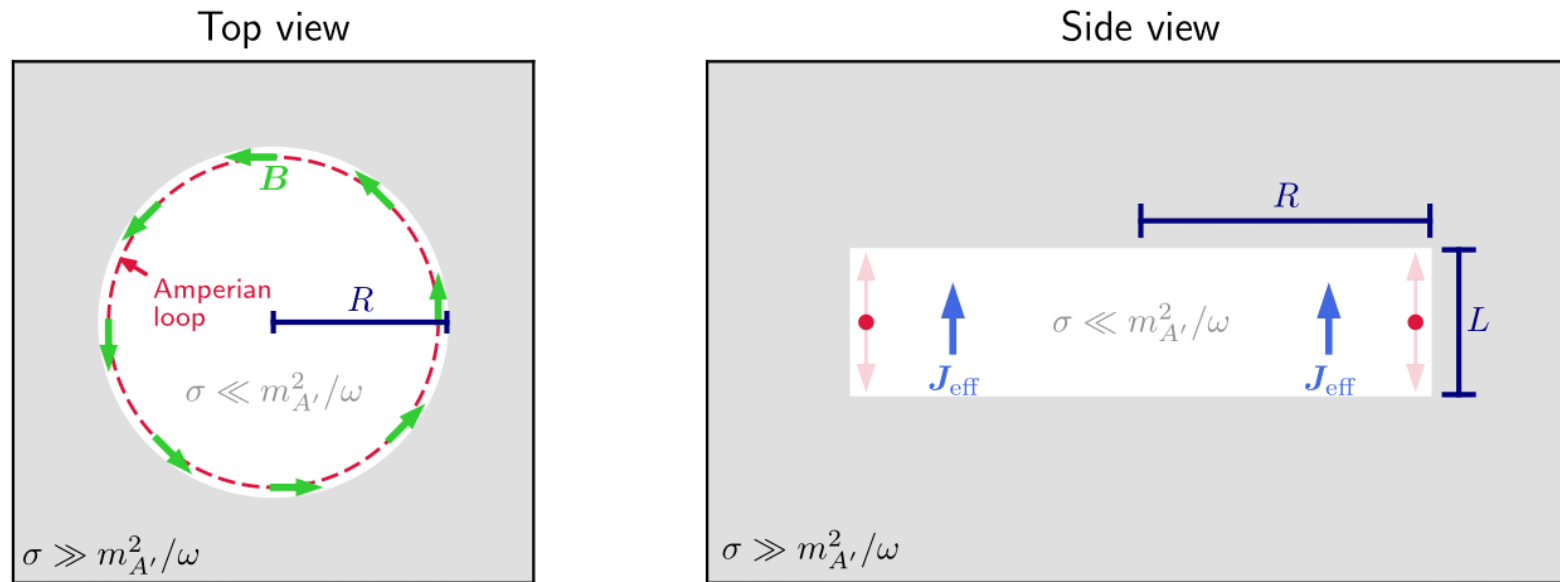 Top view
B
Amperian
loop
R
σ ≪ m²_{A′}/ω
σ ≫ m²_{A′}/ω
Side view
R
σ ≪ m²_{A′}/ω
L
J_eff
J_eff
σ ≫ m²_{A′}/ω